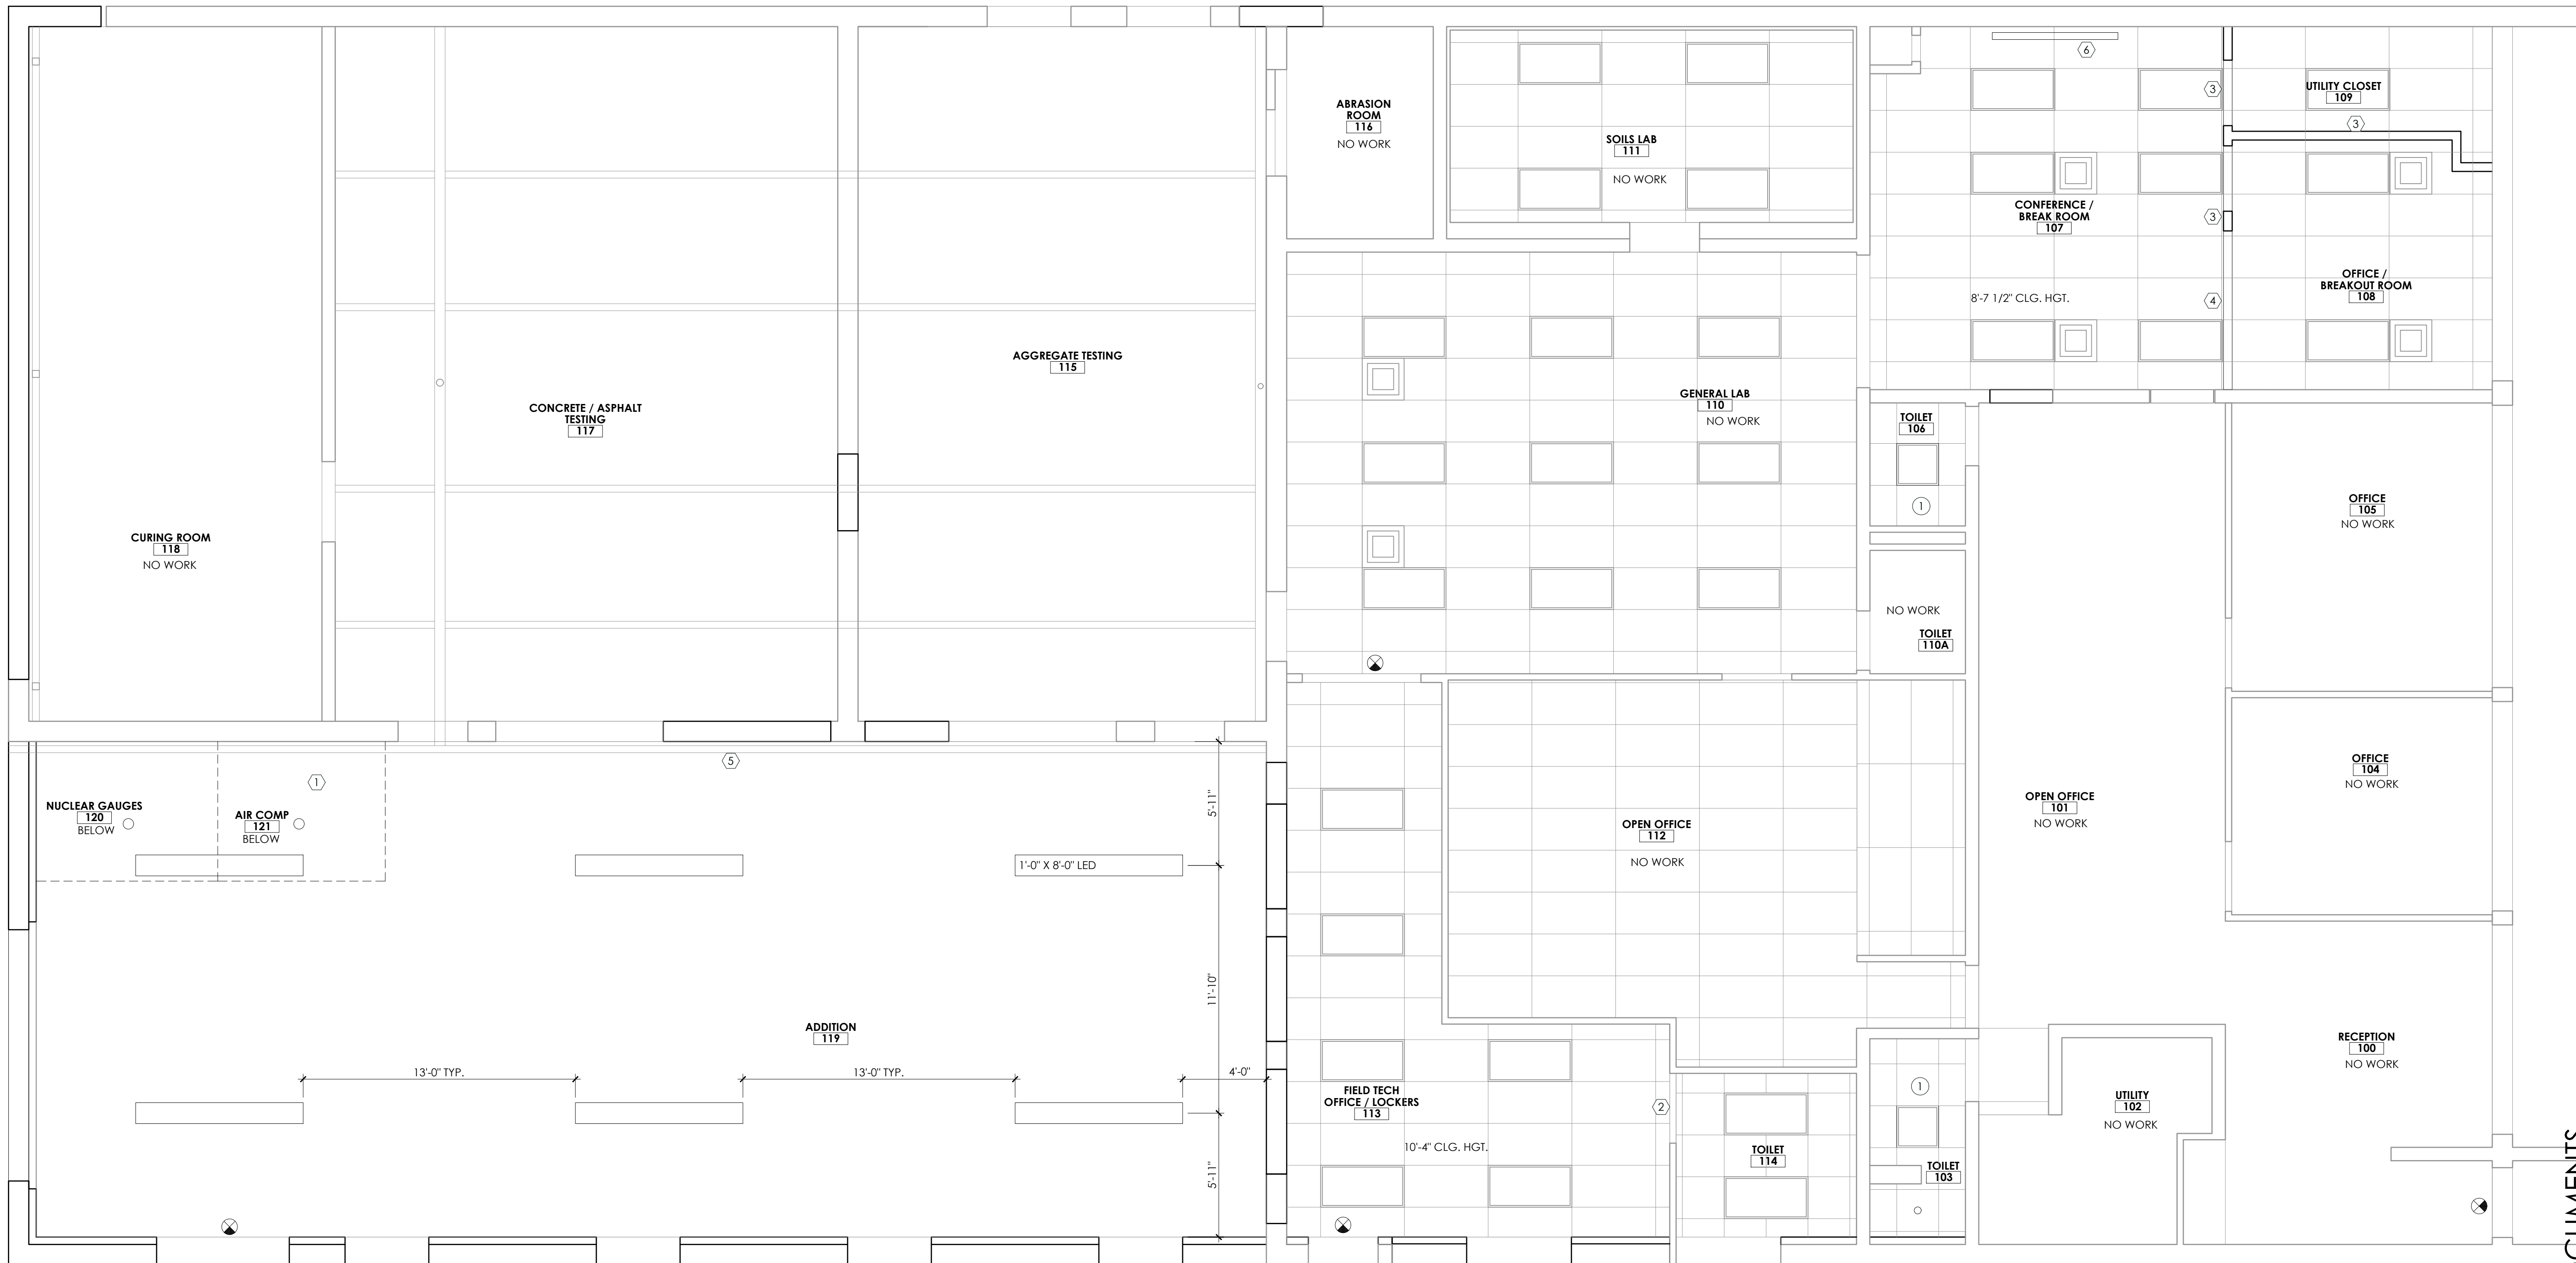 ABRASION
ROOM
116
NO WORK
SOILS LAB
111
NO WORK
6
3
UTILITY CLOSET
109
3
CONFERENCE /
BREAK ROOM
107
3
8'-7 1/2" CLG. HGT.
4
OFFICE /
BREAKOUT ROOM
108
AGGREGATE TESTING
115
CONCRETE / ASPHALT
TESTING
117
GENERAL LAB
110
NO WORK
TOILET
106
1
OFFICE
105
NO WORK
CURING ROOM
118
NO WORK
NO WORK
TOILET
110A
5
1
NUCLEAR GAUGES
120
BELOW
AIR COMP
121
BELOW
5'-11"
1'-0" X 8'-0" LED
OPEN OFFICE
112
NO WORK
OPEN OFFICE
101
NO WORK
OFFICE
104
NO WORK
11'-10"
ADDITION
119
13'-0" TYP.
13'-0" TYP.
4'-0"
5'-11"
FIELD TECH
OFFICE / LOCKERS
113
10'-4" CLG. HGT.
2
TOILET
114
1
TOILET
103
UTILITY
102
NO WORK
RECEPTION
100
NO WORK